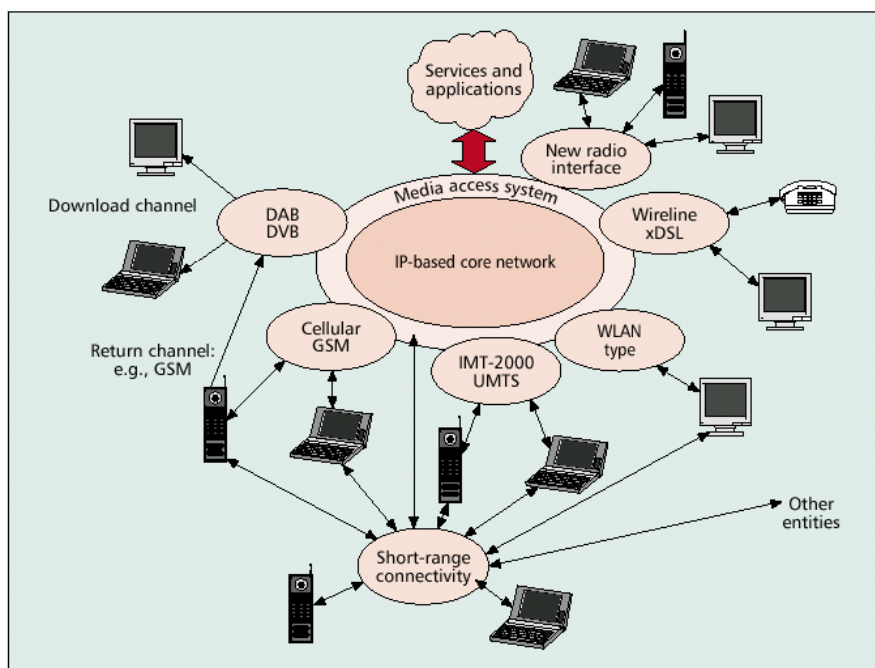 Services and
applications
New radio
interface
Media access system
Download channel
DAB
DVB
Wireline
xDSL
IP-based core network
Cellular
GSM
WLAN
type
Return channel:
e.g., GSM
IMT-2000
UMTS
Other
entities
Short-range
connectivity